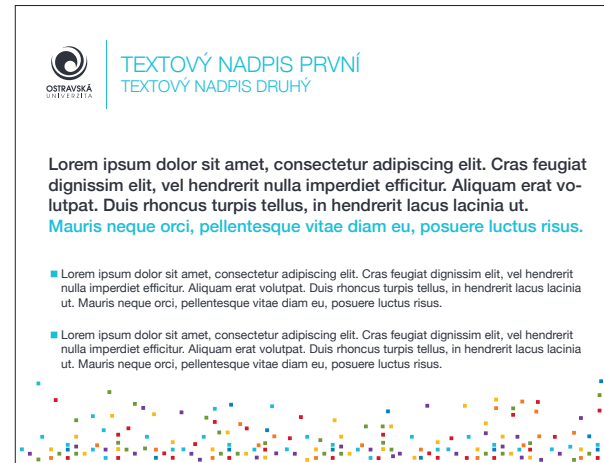 OSTRAVSKÁ
UNIVERZITA
TEXTOVÝ NADPIS PRVNÍ
TEXTOVÝ NADPIS DRUHÝ
Lorem ipsum dolor sit amet, consectetur adipiscing elit. Cras feugiat
dignissim elit, vel hendrerit nulla imperdiet efficitur. Aliquam erat vo-
lutpat. Duis rhoncus turpis tellus, in hendrerit lacus lacinia ut.
Mauris neque orci, pellentesque vitae diam eu, posuere luctus risus.
Lorem ipsum dolor sit amet, consectetur adipiscing elit. Cras feugiat dignissim elit, vel hendrerit
nulla imperdiet efficitur. Aliquam erat volutpat. Duis rhoncus turpis tellus, in hendrerit lacus lacinia
ut. Mauris neque orci, pellentesque vitae diam eu, posuere luctus risus.
Lorem ipsum dolor sit amet, consectetur adipiscing elit. Cras feugiat dignissim elit, vel hendrerit
nulla imperdiet efficitur. Aliquam erat volutpat. Duis rhoncus turpis tellus, in hendrerit lacus lacinia
ut. Mauris neque orci, pellentesque vitae diam eu, posuere luctus risus.